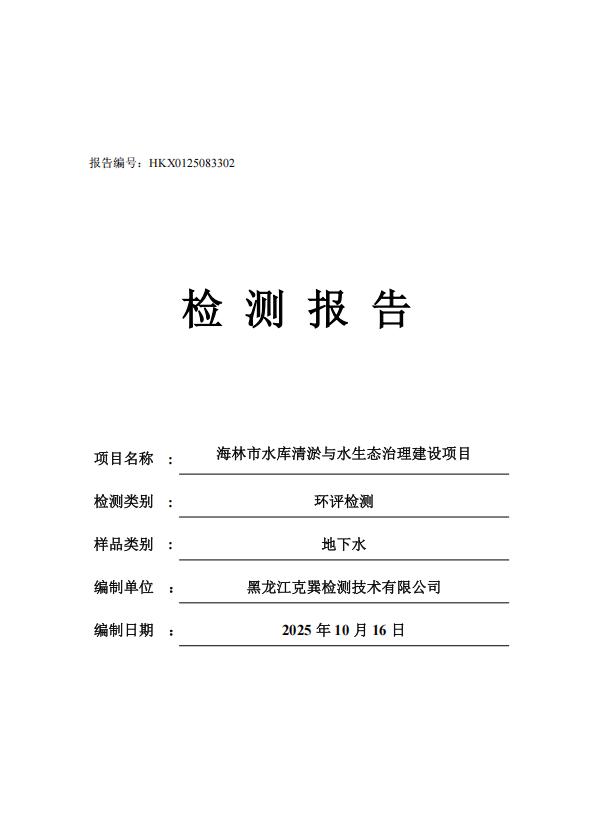 报告编号：HKX0125083302
检 测 报 告
项目名称 ： 海林市水库清淤与水生态治理建设项目
检测类别 ： 环评检测
样品类别 ： 地下水
编制单位 ： 黑龙江克巽检测技术有限公司
编制日期 ： 2025 年 10 月 16 日